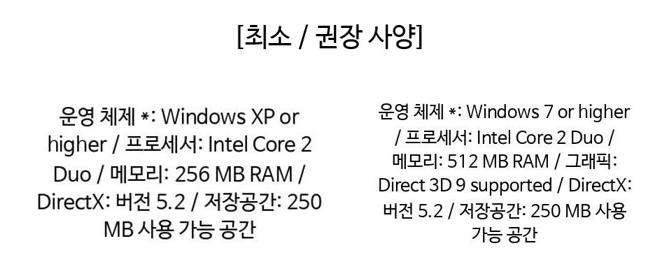 [최소 / 권장 사양]
운영 체제 *: Windows XP or
higher / 프로세서: Intel Core 2
Duo / 메모리: 256 MB RAM /
DirectX: 버전 5.2 / 저장공간: 250
MB 사용 가능 공간
운영 체제 *: Windows 7 or higher
/ 프로세서: Intel Core 2 Duo /
메모리: 512 MB RAM / 그래픽:
Direct 3D 9 supported / DirectX:
버전 5.2 / 저장공간: 250 MB 사용
가능 공간